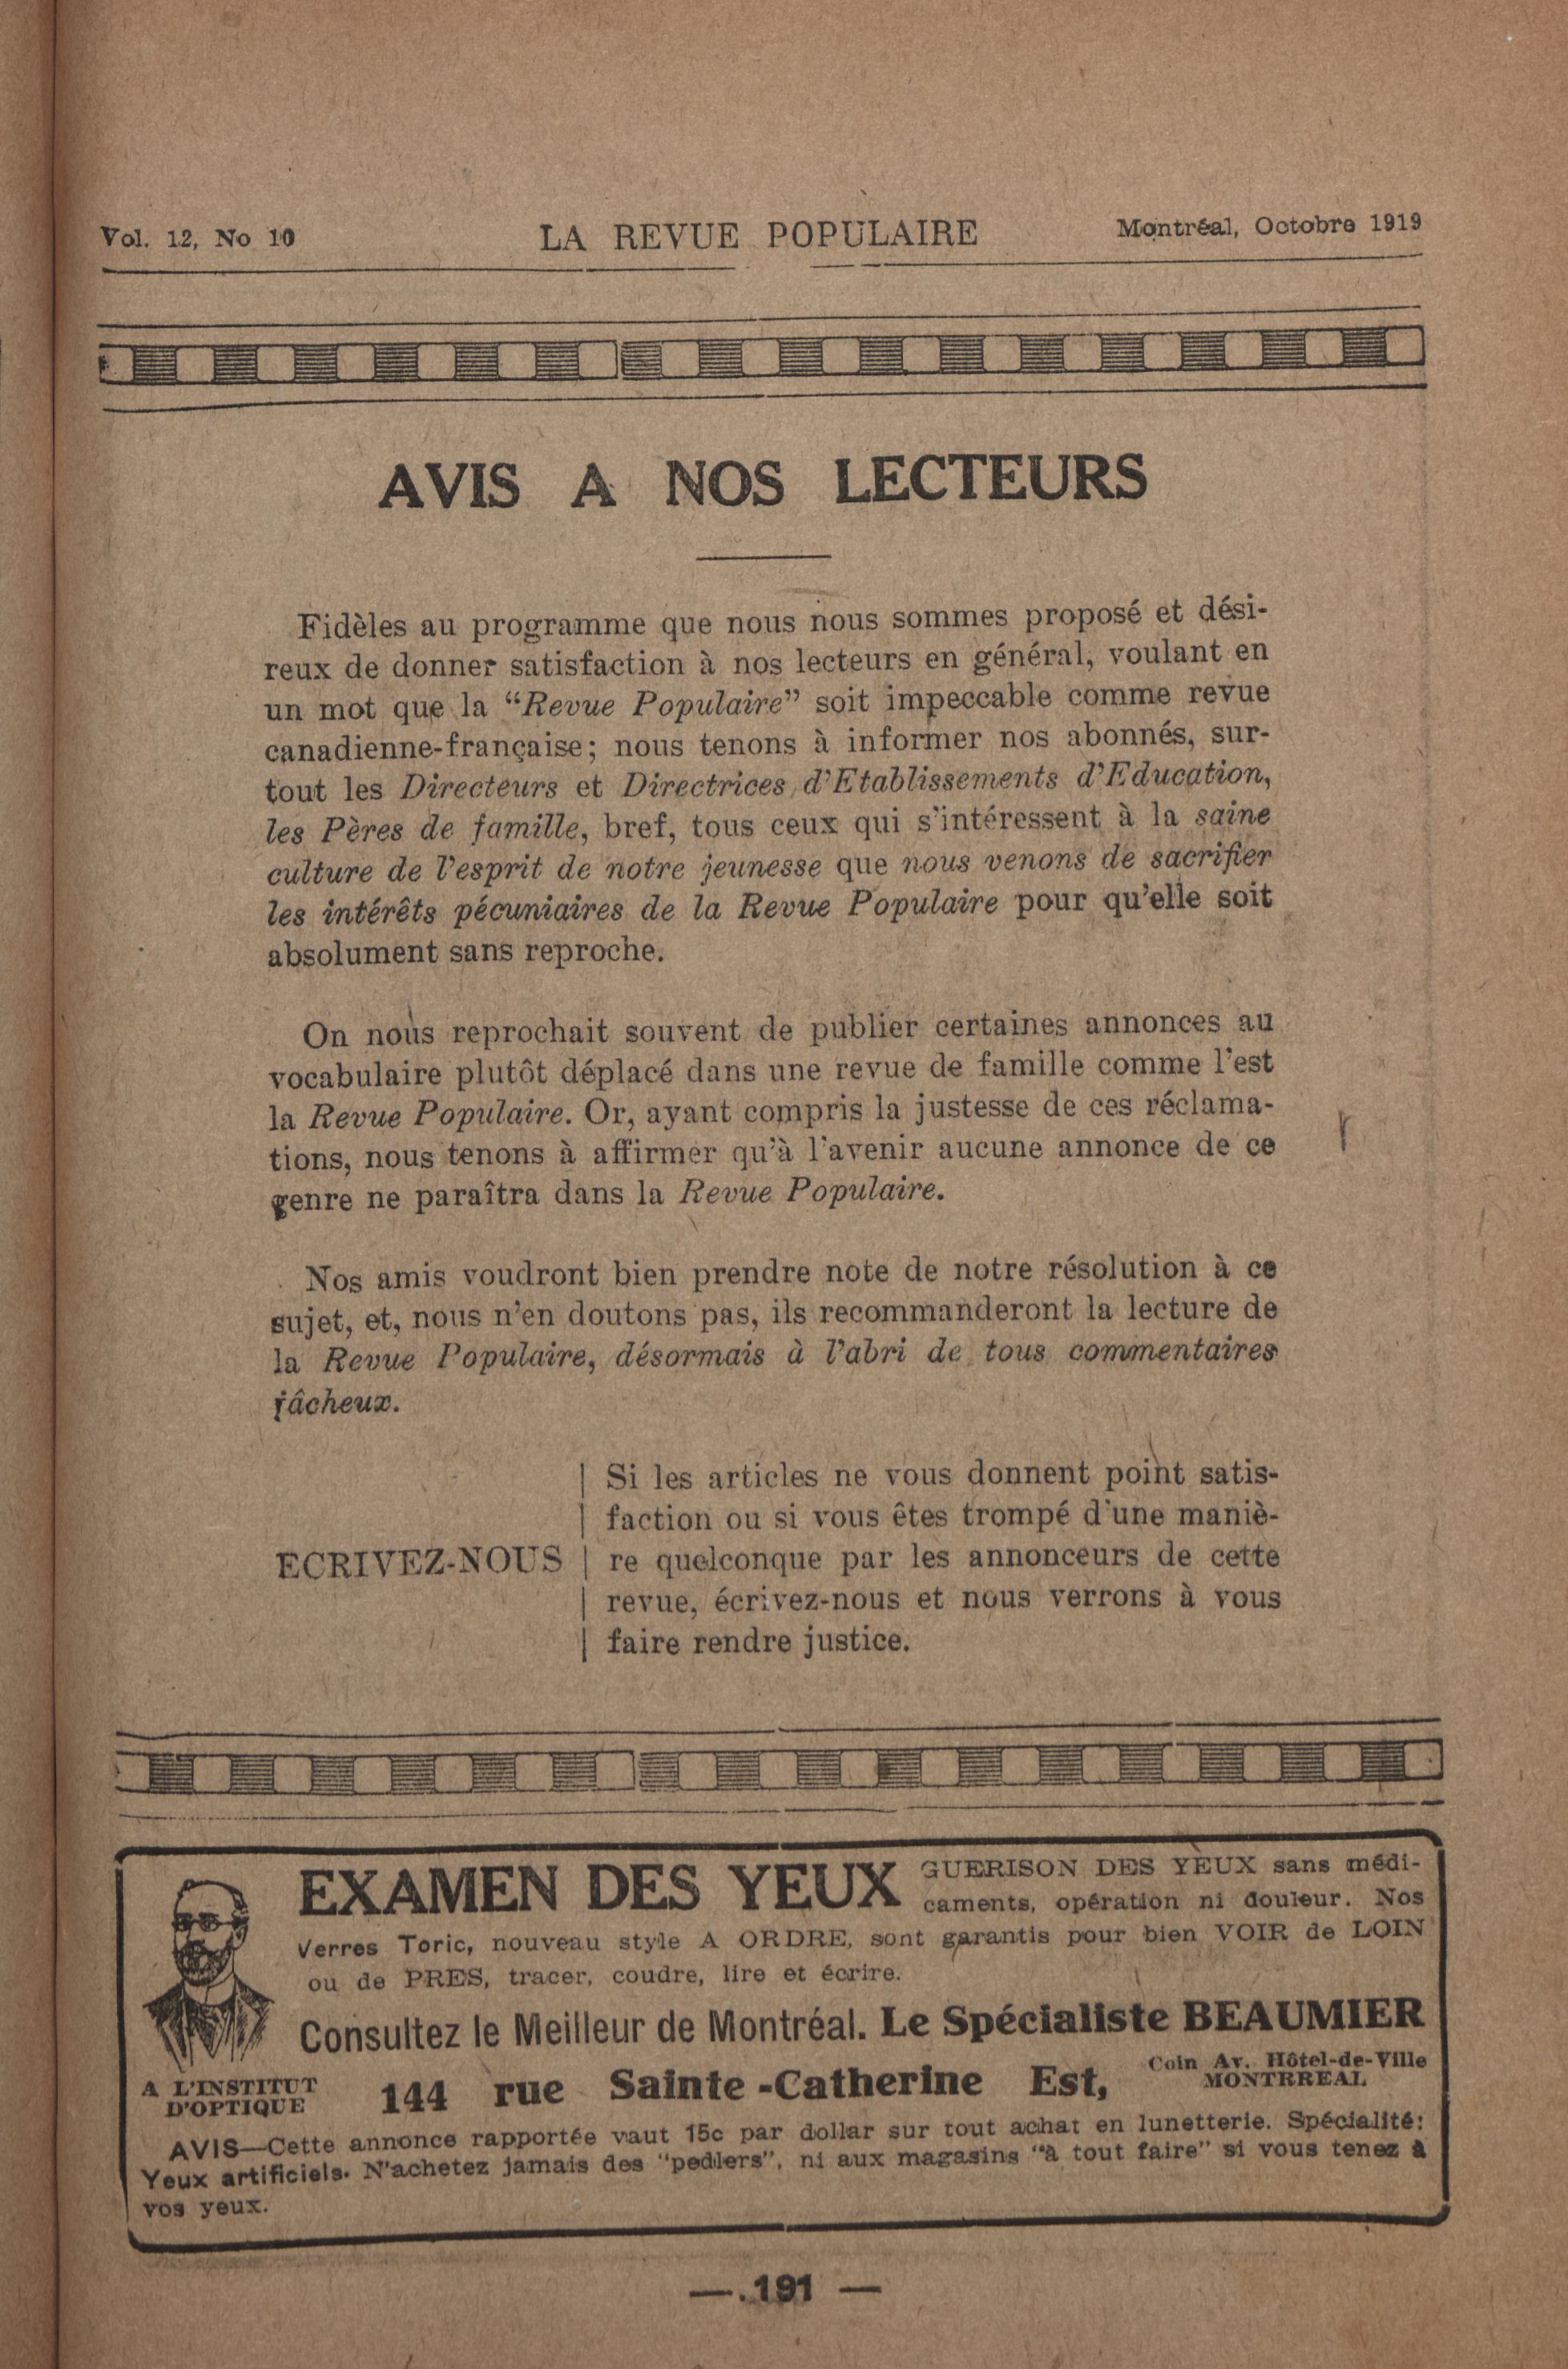 Vol. 12, No 10 LA REVUE POPULAIRE Montréal, Octobre 1919
AVIS A NOS LECTEURS
Fidèles au programme que nous nous sommes proposé et dési-
reux de donner satisfaction à nos lecteurs en général, voulant en
un mot que la “Revue Populaire” soit impeccable comme revue
canadienne-française; nous tenons à informer nos abonnés, sur-
tout les Directeurs et Directrices d’Etablissements d’Education,
les Pères de famille, bref, tous ceux qui s’intéressent à la saine
culture de l’esprit de notre jeunesse que nous venons de sacrifier
les intérêts pécuniaires de la Revue Populaire pour qu’elle soit
absolument sans reproche.
On nous reprochait souvent de publier certaines annonces au
vocabulaire plutôt déplacé dans une revue de famille comme l’est
la Revue Populaire. Or, ayant compris la justesse de ces réclama-
tions, nous tenons à affirmer qu’à l’avenir aucune annonce de ce
genre ne paraîtra dans la Revue Populaire.
Nos amis voudront bien prendre note de notre résolution à ce
sujet, et, nous n’en doutons pas, ils recommanderont la lecture de
la Revue Populaire, désormais à l’abri de tous commentaires
fâcheux.
ECRIVEZ-NOUS
Si les articles ne vous donnent point satis-
faction ou si vous êtes trompé d’une maniè-
re quelconque par les annonceurs de cette
revue, écrivez-nous et nous verrons à vous
faire rendre justice.
EXAMEN DES YEUX GUERISON DES YEUX sans médi-
caments, opération ni douleur. Nos
Verres Toric, nouveau style A ORDRE, sont garantis pour bien VOIR de LOIN
ou de PRES, tracer, coudre, lire et écrire.
Consultez le Meilleur de Montréal. Le Spécialiste BEAUMIER
A L’INSTITUT
D’OPTIQUE
144 rue Sainte-Catherine Est, Coin Av. Hôtel-de-Ville
MONTRREAL
AVIS—Cette annonce rapportée vaut 15c par dollar sur tout achat en lunetterie. Spécialité:
Yeux artificiels. N’achetez jamais des “pedlers”, ni aux magasins “à tout faire” si vous tenez à
vos yeux.
—. 191 —